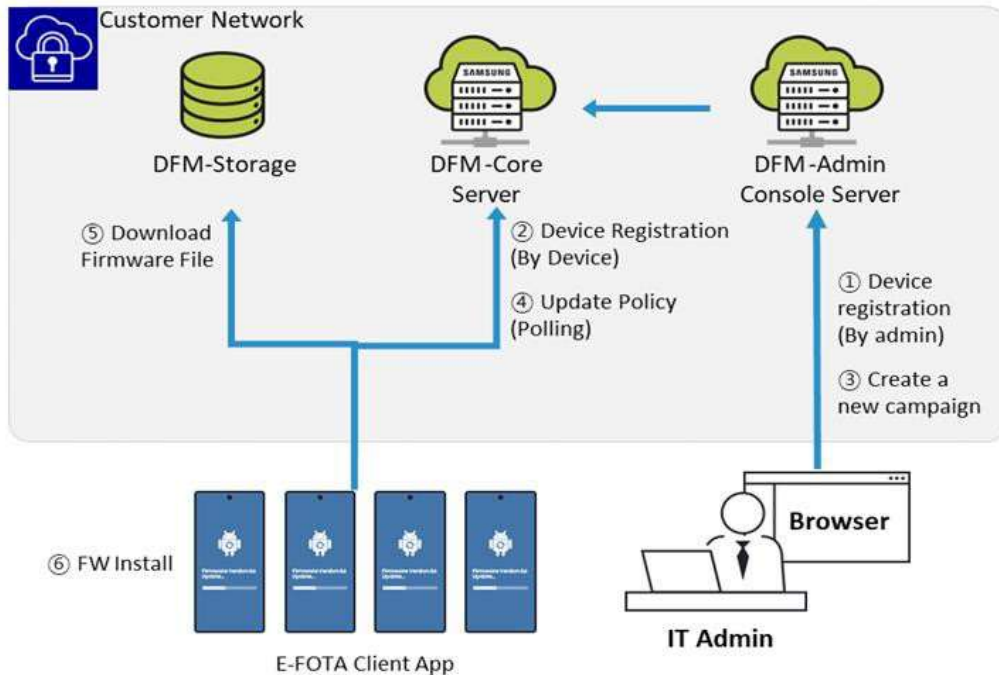 Customer Network
SAMSUNG
SAMSUNG
DFM-Storage
DFM-Core
Server
DFM-Admin
Console Server
⑤ Download
Firmware File
② Device Registration
(By Device)
④ Update Policy
(Polling)
① Device
registration
(By admin)
③ Create a
new campaign
⑥ FW Install
Browser
IT Admin
E-FOTA Client App